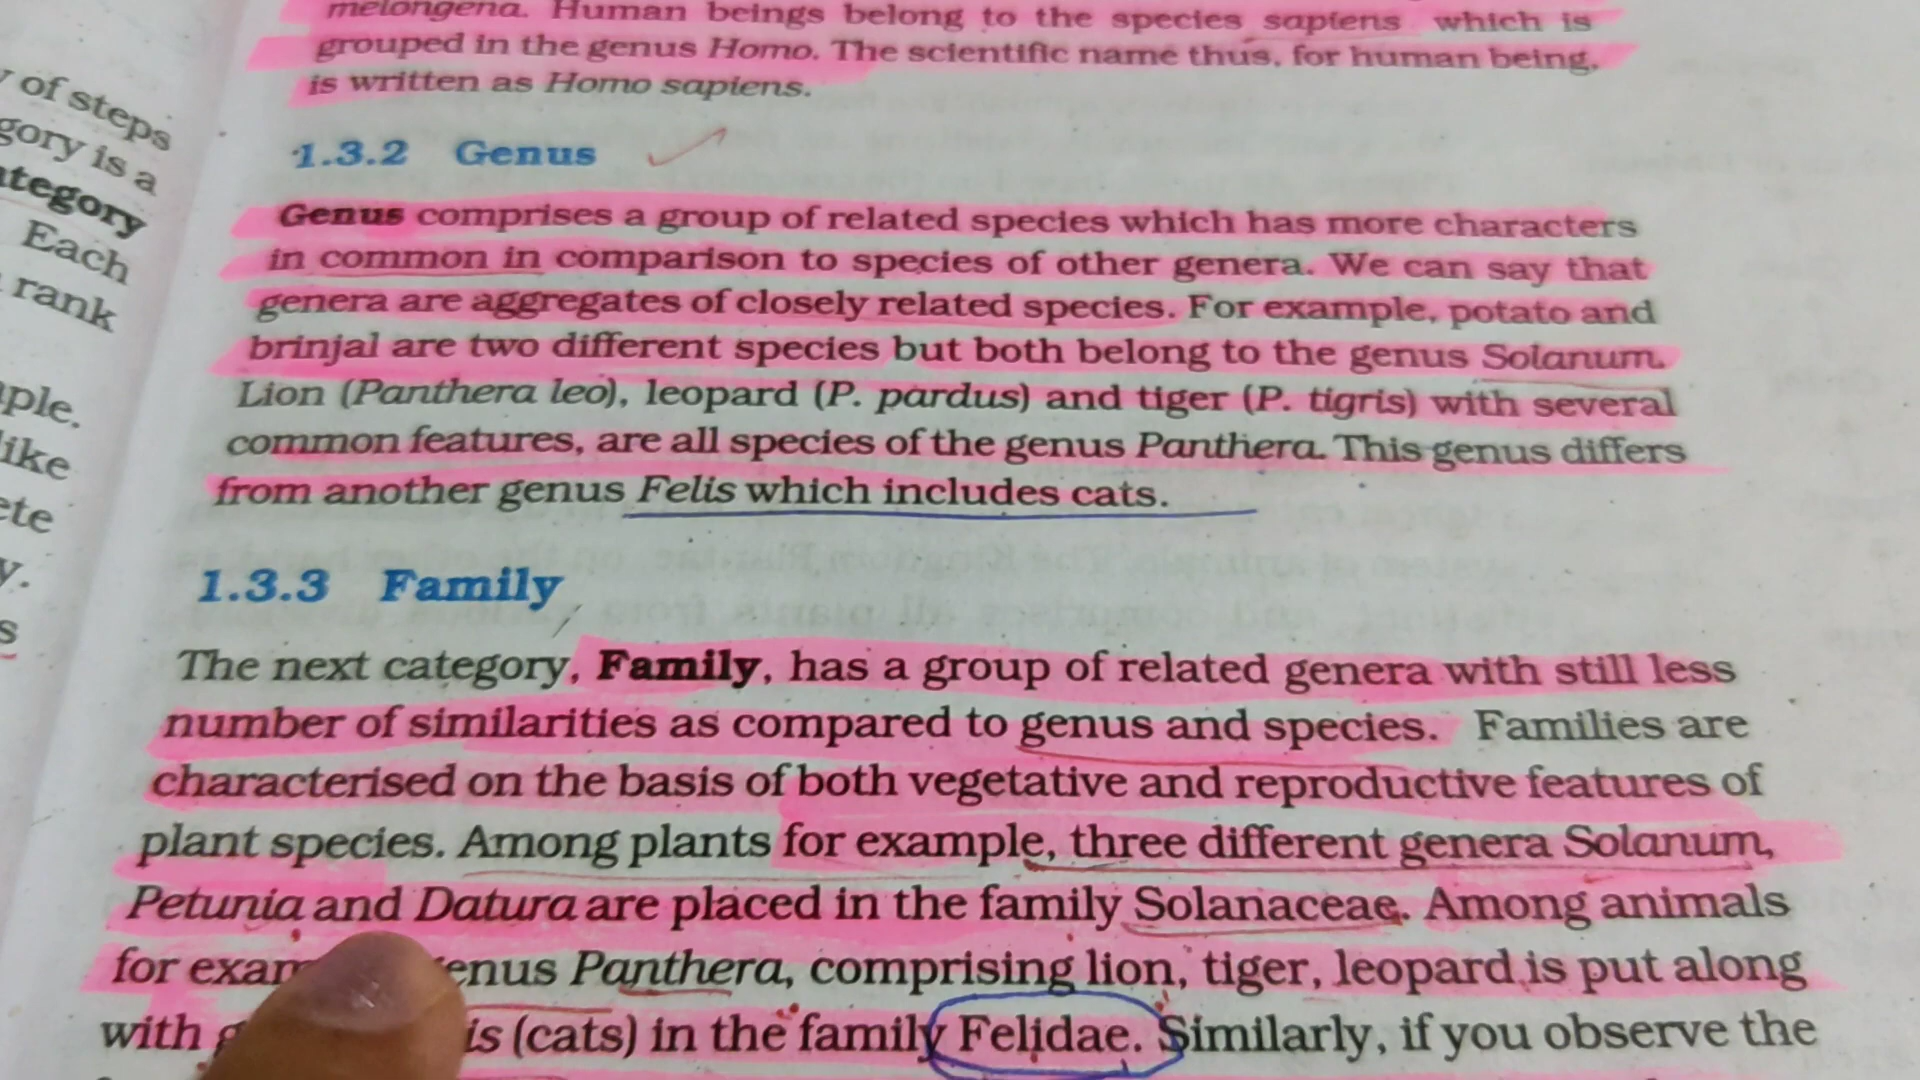 of steps
gory is a
tegory
Each
rank
ple.
like
ete
y.
s
melongena. Human beings belong to the species sapiens which is
grouped in the genus Homo. The scientific name thus, for human being,
is written as Homo sapiens.
1.3.2 Genus
Genus comprises a group of related species which has more characters
in common in comparison to species of other genera. We can say that
genera are aggregates of closely related species. For example, potato and
brinjal are two different species but both belong to the genus Solanum.
Lion (Panthera leo), leopard (P. pardus) and tiger (P. tigris) with several
common features, are all species of the genus Panthera. This genus differs
from another genus Felis which includes cats.
1.3.3 Family
The next category, Family, has a group of related genera with still less
number of similarities as compared to genus and species. Families are
characterised on the basis of both vegetative and reproductive features of
plant species. Among plants for example, three different genera Solanum,
Petunia and Datura are placed in the family Solanaceae. Among animals
for exam enus Panthera, comprising lion, tiger, leopard is put along
with g is (cats) in the family Felidae. Similarly, if you observe the